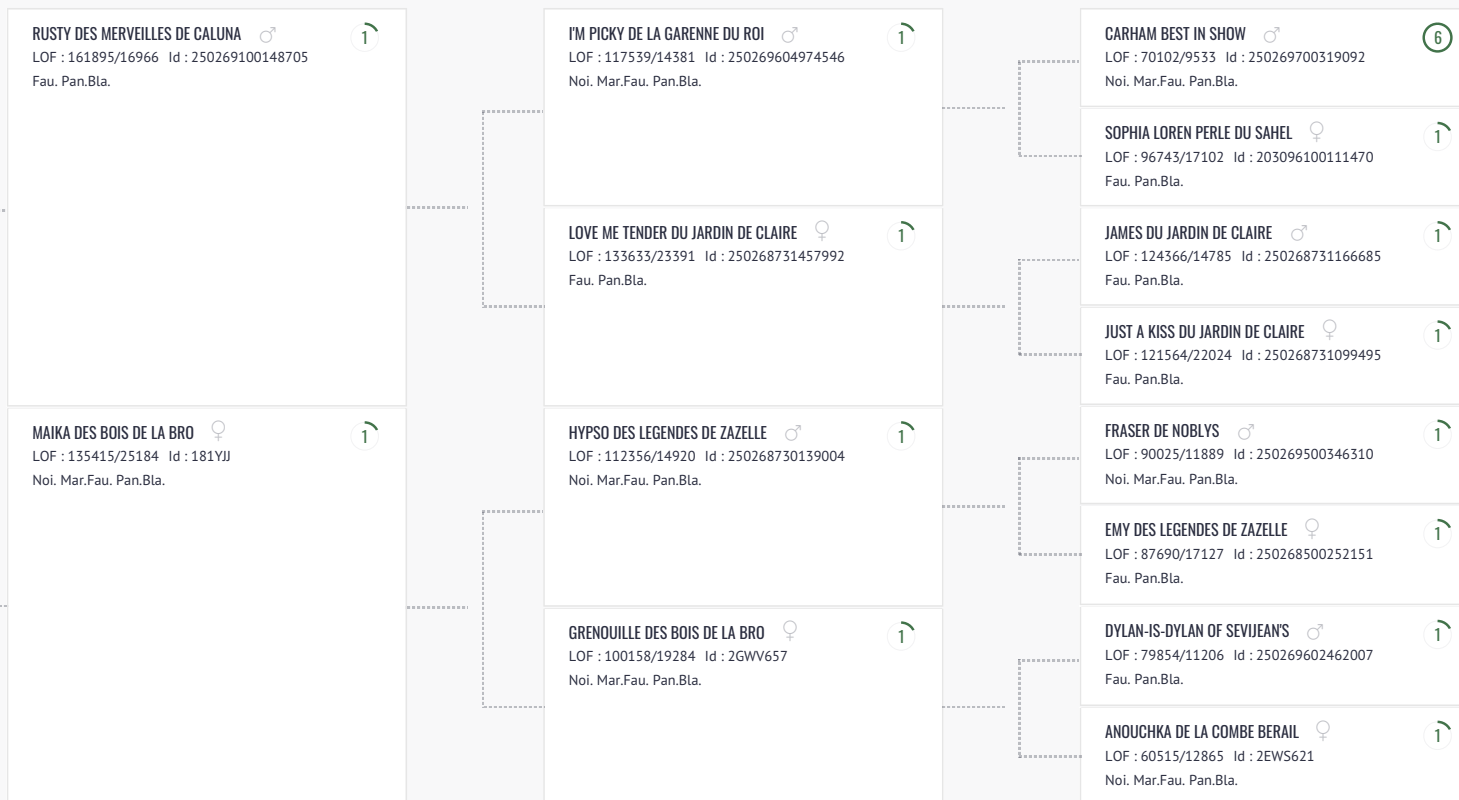 RUSTY DES MERVEILLES DE CALUNA
1
LOF : 161895/16966 Id : 250269100148705
Fau. Pan.Bla.
MAIKA DES BOIS DE LA BRO
1
LOF : 135415/25184 Id : 181YJJ
Noi. Mar.Fau. Pan.Bla.
I'M PICKY DE LA GARENNE DU ROI
1
LOF : 117539/14381 Id : 250269604974546
Noi. Mar.Fau. Pan.Bla.
LOVE ME TENDER DU JARDIN DE CLAIRE
1
LOF : 133633/23391 Id : 250268731457992
Fau. Pan.Bla.
HYPSO DES LEGENDES DE ZAZELLE
1
LOF : 112356/14920 Id : 250268730139004
Noi. Mar.Fau. Pan.Bla.
GRENOUILLE DES BOIS DE LA BRO
1
LOF : 100158/19284 Id : 2GWV657
Noi. Mar.Fau. Pan.Bla.
CARHAM BEST IN SHOW
6
LOF : 70102/9533 Id : 250269700319092
Noi. Mar.Fau. Pan.Bla.
SOPHIA LOREN PERLE DU SAHEL
1
LOF : 96743/17102 Id : 203096100111470
Fau. Pan.Bla.
JAMES DU JARDIN DE CLAIRE
1
LOF : 124366/14785 Id : 250268731166685
Fau. Pan.Bla.
JUST A KISS DU JARDIN DE CLAIRE
1
LOF : 121564/22024 Id : 250268731099495
Fau. Pan.Bla.
FRASER DE NOBLYS
1
LOF : 90025/11889 Id : 250269500346310
Noi. Mar.Fau. Pan.Bla.
EMY DES LEGENDES DE ZAZELLE
1
LOF : 87690/17127 Id : 250268500252151
Fau. Pan.Bla.
DYLAN-IS-DYLAN OF SEVIJEAN'S
1
LOF : 79854/11206 Id : 250269602462007
Fau. Pan.Bla.
ANOUCHKA DE LA COMBE BERAIL
1
LOF : 60515/12865 Id : 2EWS621
Noi. Mar.Fau. Pan.Bla.